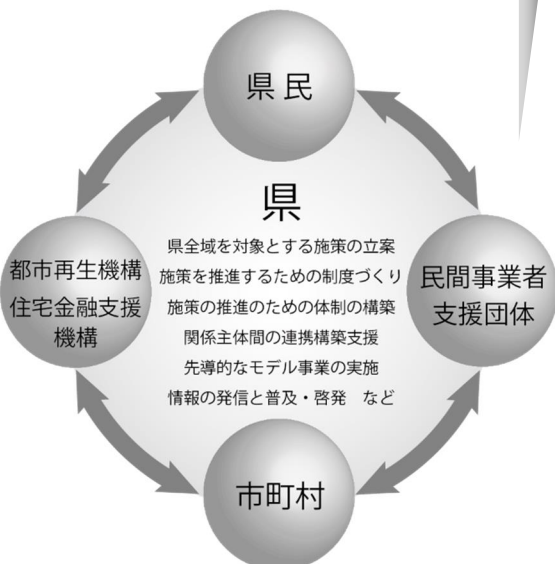 県民
県
県全域を対象とする施策の立案
施策を推進するための制度づくり
施策の推進のための体制の構築
関係主体間の連携構築支援
先導的なモデル事業の実施
情報の発信と普及・啓発　など
都市再生機構
住宅金融支援
機構
民間事業者
支援団体
市町村